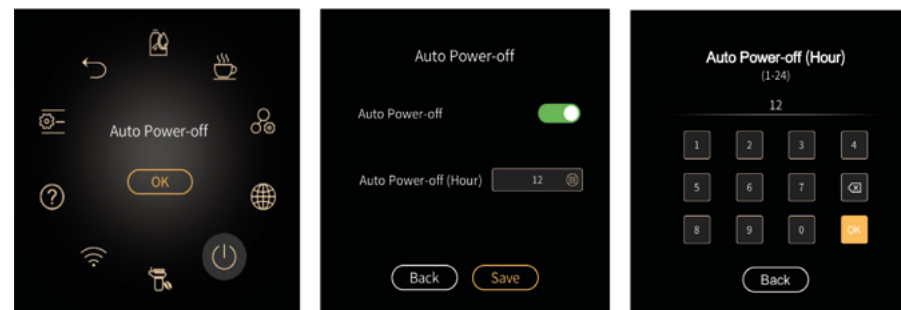 Auto Power-off
OK
?
Auto Power-off
Auto Power-off
Auto Power-off (Hour) 12
Back Save
Auto Power-off (Hour)
(1-24)
12
1 2 3 4
5 6 7
8 9 0 OK
Back